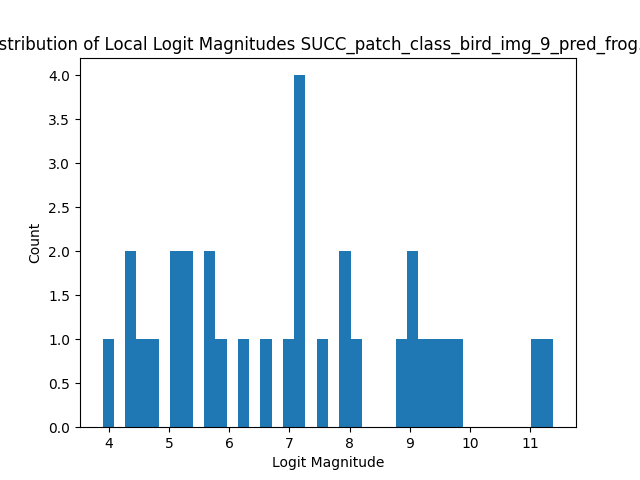 stribution of Local Logit Magnitudes SUCC_patch_class_bird_img_9_pred_frog.
4.0
3.5
3.0
2.5
2.0
1.5
1.0
0.5
0.0
Count
4 5 6 7 8 9 10 11
Logit Magnitude